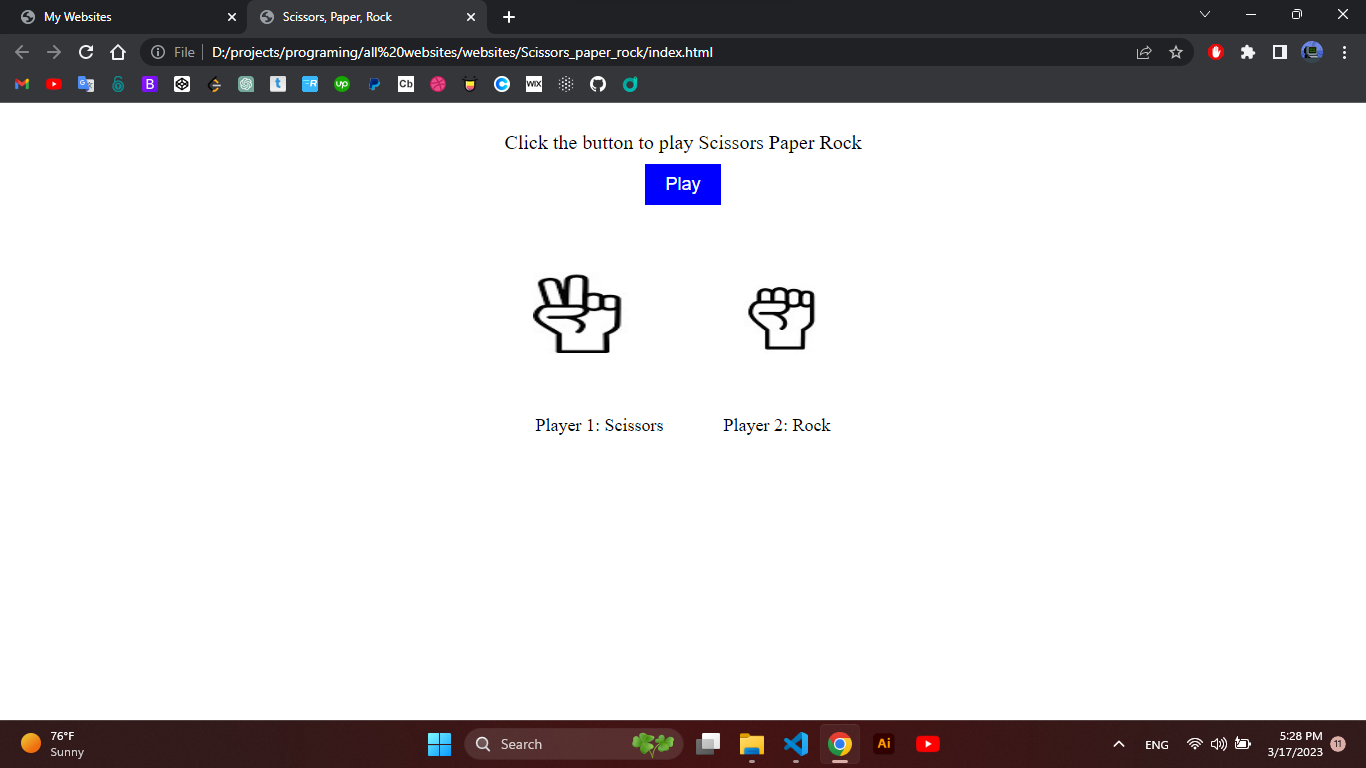 My Websites
Scissors, Paper, Rock
File
D:/projects/programing/all%20websites/websites/Scissors_paper_rock/index.html
B
t
R
up
Cb
C
WIX
Click the button to play Scissors Paper Rock
Play
Player 1: Scissors
Player 2: Rock
76°F
Sunny
Search
Ai
ENG
5:28 PM
3/17/2023
11